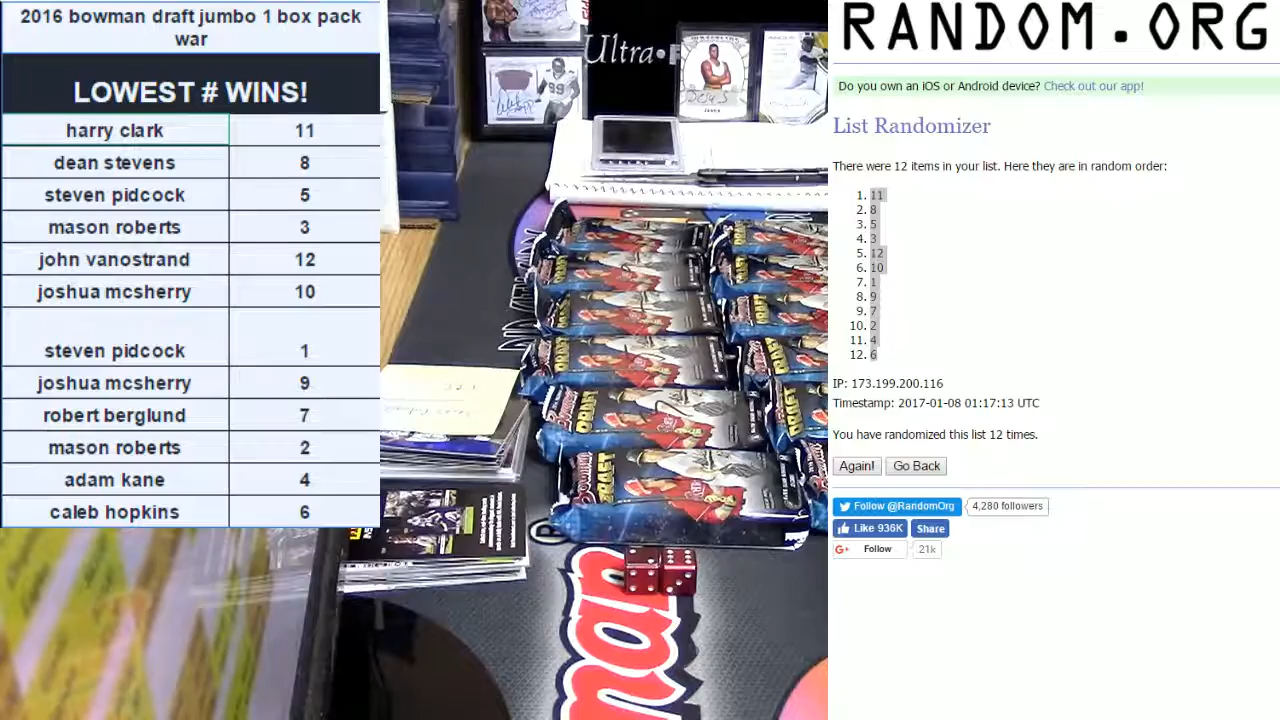 2016 bowman draft jumbo 1 box pack
war
LOWEST # WINS!
harry clark 11
dean stevens 8
steven pidcock 5
mason roberts 3
john vanostrand 12
joshua mcsherry 10
steven pidcock 1
joshua mcsherry 9
robert berglund 7
mason roberts 2
adam kane 4
caleb hopkins 6
Ultra
99
DRAFT
BOWMAN
DRAFT
®
RANDOM.ORG
Do you own an iOS or Android device? Check out our app!
List Randomizer
There were 12 items in your list. Here they are in random order:
1. 11
2. 8
3. 5
4. 3
5. 12
6. 10
7. 1
8. 9
9. 7
10. 2
11. 4
12. 6
IP: 173.199.200.116
Timestamp: 2017-01-08 01:17:13 UTC
You have randomized this list 12 times.
Again! Go Back
Follow @RandomOrg 4,280 followers
Like 936K Share
G+ Follow 21k